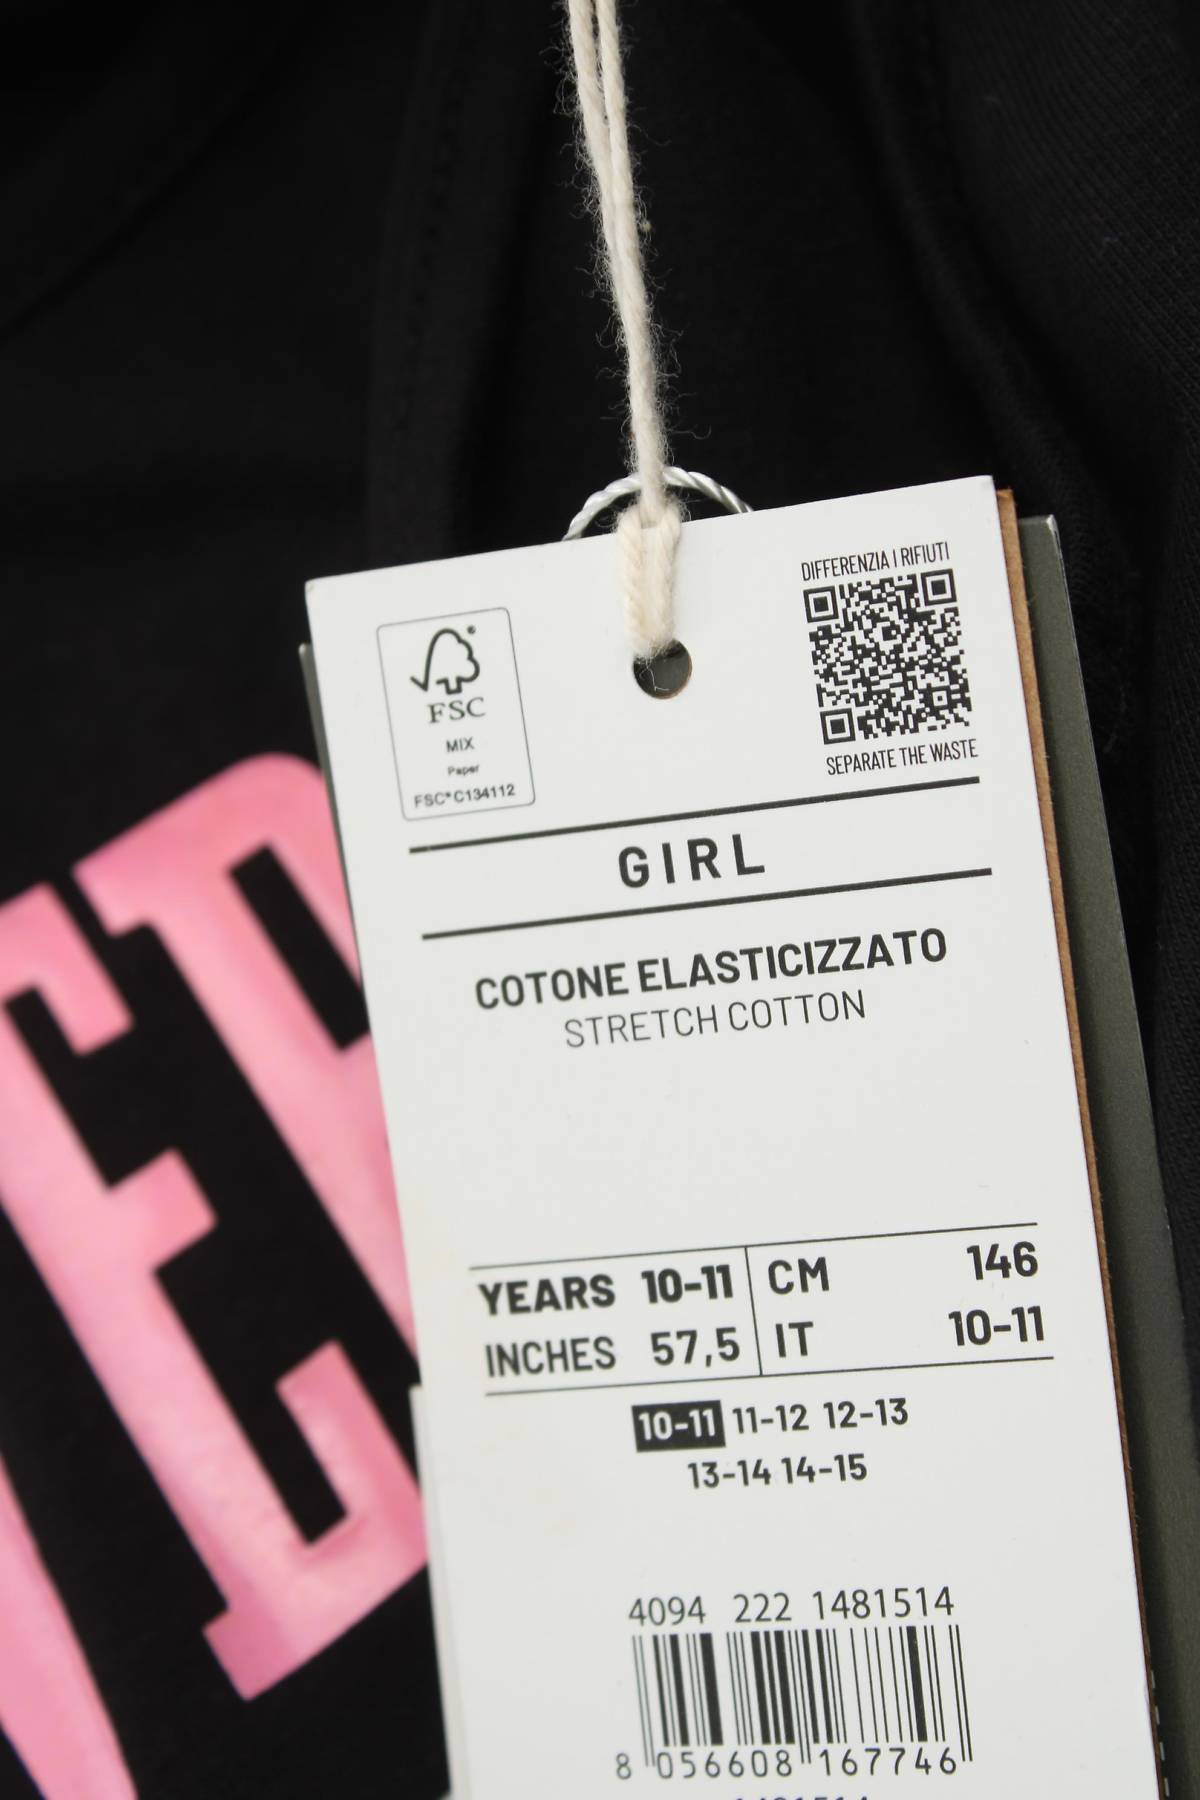 DIFFERENZIA I RIFIUTI
FSC®
MIX
Paper
FSC® C134112
SEPARATE THE WASTE
GIRL
COTONE ELASTICIZZATO
STRETCH COTTON
YEARS 10-11 CM 146
INCHES 57,5 IT 10-11
10-11 11-12 12-13
13-14 14-15
4094 222 1481514
8 056608 167746